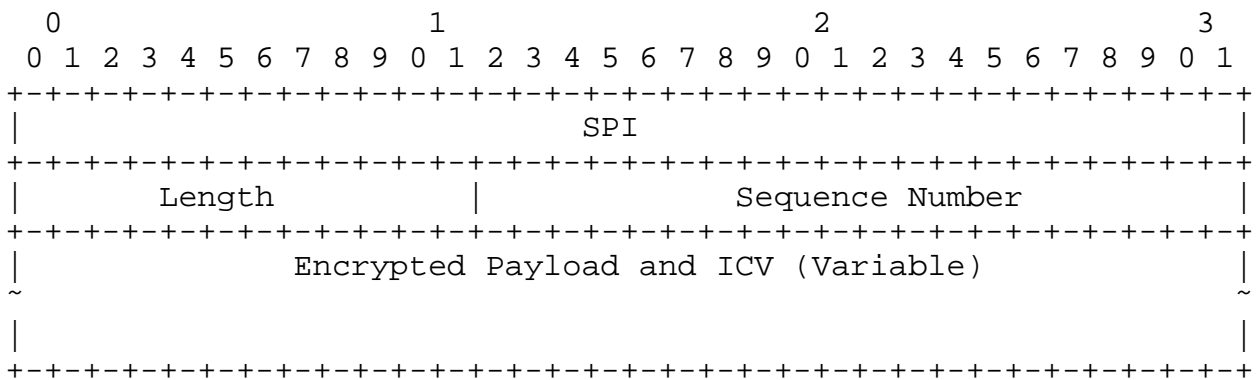 0                   1                   2                   3
 0 1 2 3 4 5 6 7 8 9 0 1 2 3 4 5 6 7 8 9 0 1 2 3 4 5 6 7 8 9 0 1
+-+-+-+-+-+-+-+-+-+-+-+-+-+-+-+-+-+-+-+-+-+-+-+-+-+-+-+-+-+-+-+-+
|                             SPI                               |
+-+-+-+-+-+-+-+-+-+-+-+-+-+-+-+-+-+-+-+-+-+-+-+-+-+-+-+-+-+-+-+-+
|       Length          |             Sequence Number           |
+-+-+-+-+-+-+-+-+-+-+-+-+-+-+-+-+-+-+-+-+-+-+-+-+-+-+-+-+-+-+-+-+
|              Encrypted Payload and ICV (Variable)             |
~                                                               ~
|                                                               |
+-+-+-+-+-+-+-+-+-+-+-+-+-+-+-+-+-+-+-+-+-+-+-+-+-+-+-+-+-+-+-+-+